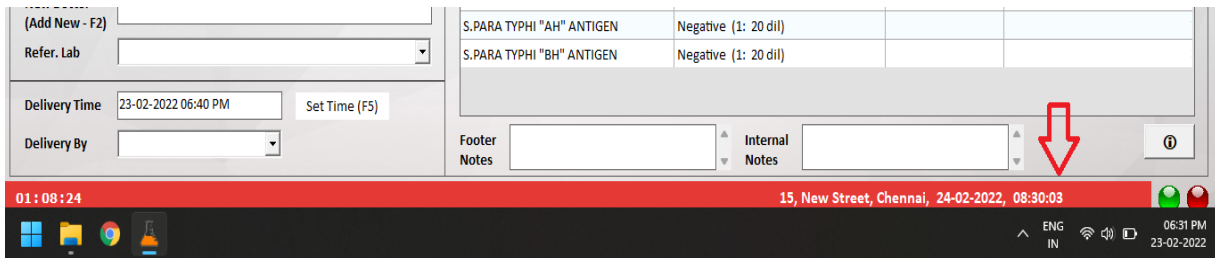 (Add New - F2)
Refer. Lab
S.PARA TYPHI "AH" ANTIGEN Negative (1: 20 dil)
S.PARA TYPHI "BH" ANTIGEN Negative (1: 20 dil)
Delivery Time 23-02-2022 06:40 PM Set Time (F5)
Delivery By
Footer
Notes
Internal
Notes
01:08:24
15, New Street, Chennai, 24-02-2022, 08:30:03
ENG
IN
06:31 PM
23-02-2022